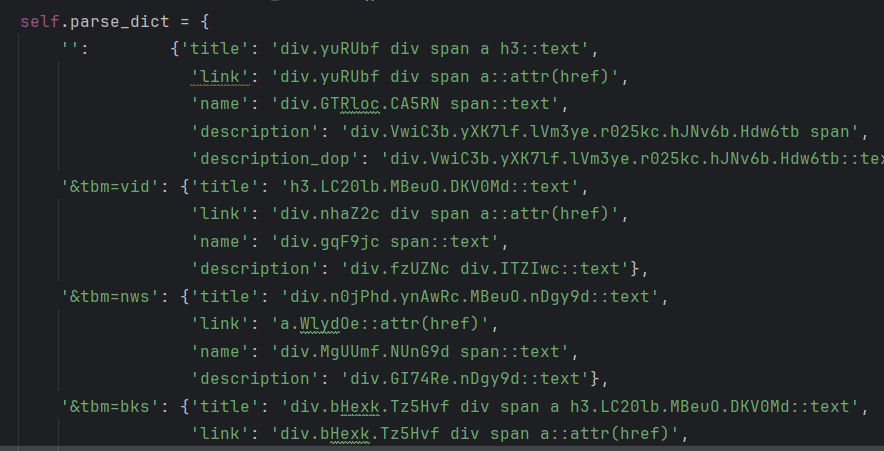 self.parse_dict = {
'': {'title': 'div.yuRUbf div span a h3::text',
'link': 'div.yuRUbf div span a::attr(href)',
'name': 'div.GTRloc.CA5RN span::text',
'description': 'div.VwiC3b.yXK7lf.lVm3ye.r025kc.hJNv6b.Hdw6tb span',
'description_dop': 'div.VwiC3b.yXK7lf.lVm3ye.r025kc.hJNv6b.Hdw6tb::tex
'&tbm=vid': {'title': 'h3.LC20lb.MBeuO.DKV0Md::text',
'link': 'div.nhaZ2c div span a::attr(href)',
'name': 'div.gqF9jc span::text',
'description': 'div.fzUZNc div.ITZIwc::text'},
'&tbm=nws': {'title': 'div.n0jPhd.ynAwRc.MBeuO.nDgy9d::text',
'link': 'a.WlydOe::attr(href)',
'name': 'div.MgUUmf.NUnG9d span::text',
'description': 'div.GI74Re.nDgy9d::text'},
'&tbm=bks': {'title': 'div.bHexk.Tz5Hvf div span a h3.LC20lb.MBeuO.DKV0Md::text',
'link': 'div.bHexk.Tz5Hvf div span a::attr(href)',